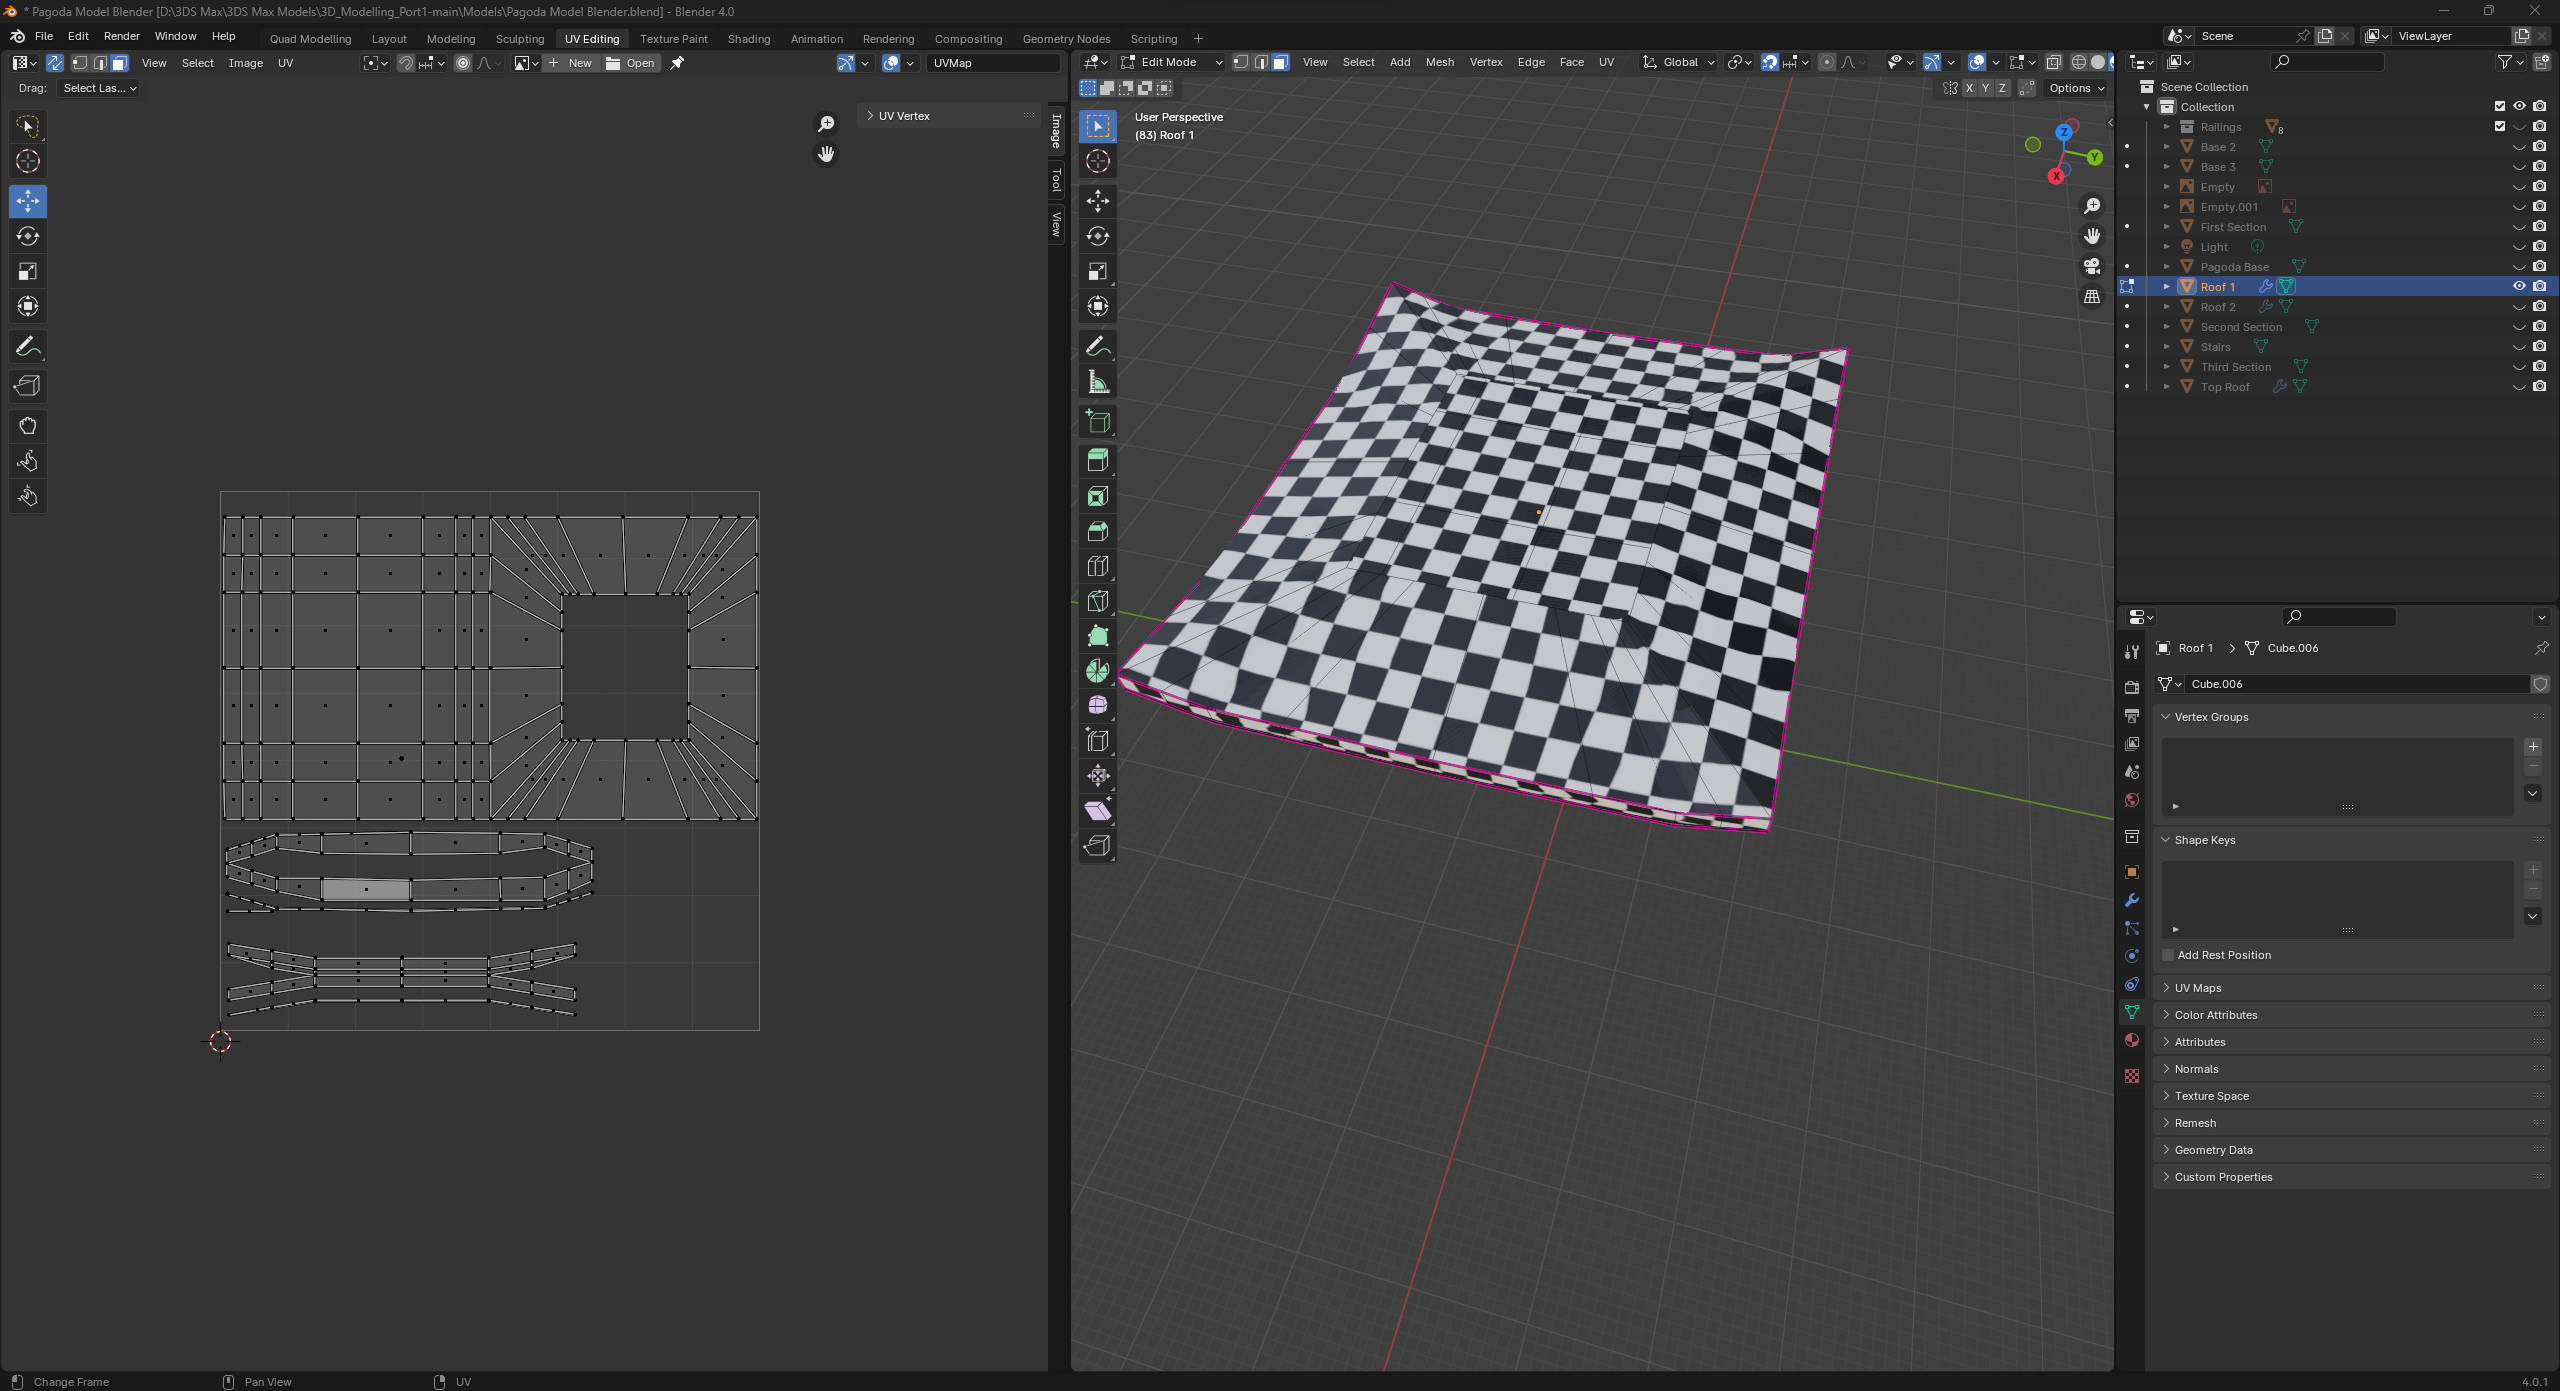 * Pagoda Model Blender [D:\3DS Max\3DS Max Models\3D_Modelling_Port1-main\Models\Pagoda Model Blender.blend] - Blender 4.0
File Edit Render Window Help Quad Modelling Layout Modeling Sculpting UV Editing Texture Paint Shading Animation Rendering Compositing Geometry Nodes Scripting +
Scene
ViewLayer
View Select Image UV
New Open
UVMap
Drag: Select Las...
UV Vertex
Image
Tool
View
Edit Mode View Select Add Mesh Vertex Edge Face UV
Global
X Y Z Options
User Perspective
(83) Roof 1
Z
Y
X
Scene Collection
Collection
Railings 8
Base 2
Base 3
Empty
Empty.001
First Section
Light
Pagoda Base
Roof 1
Roof 2
Second Section
Stairs
Third Section
Top Roof
Roof 1 > Cube.006
Cube.006
Vertex Groups
Shape Keys
Add Rest Position
UV Maps
Color Attributes
Attributes
Normals
Texture Space
Remesh
Geometry Data
Custom Properties
Change Frame
Pan View
UV
4.0.1